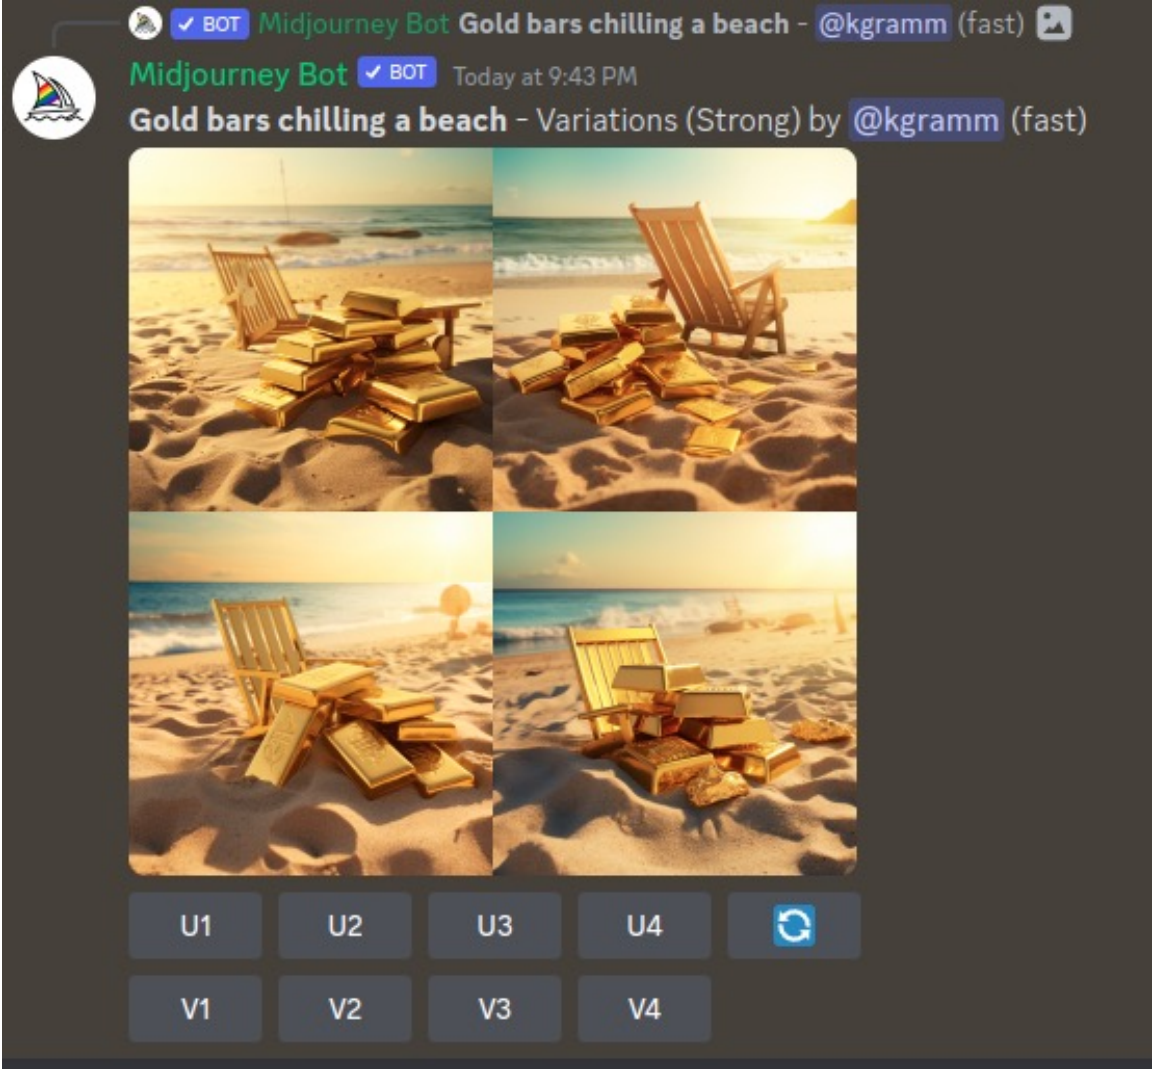 ✓ BOT Midjourney Bot Gold bars chilling a beach - @kgramm (fast)
Midjourney Bot ✓ BOT Today at 9:43 PM
Gold bars chilling a beach - Variations (Strong) by @kgramm (fast)
U1 U2 U3 U4
V1 V2 V3 V4